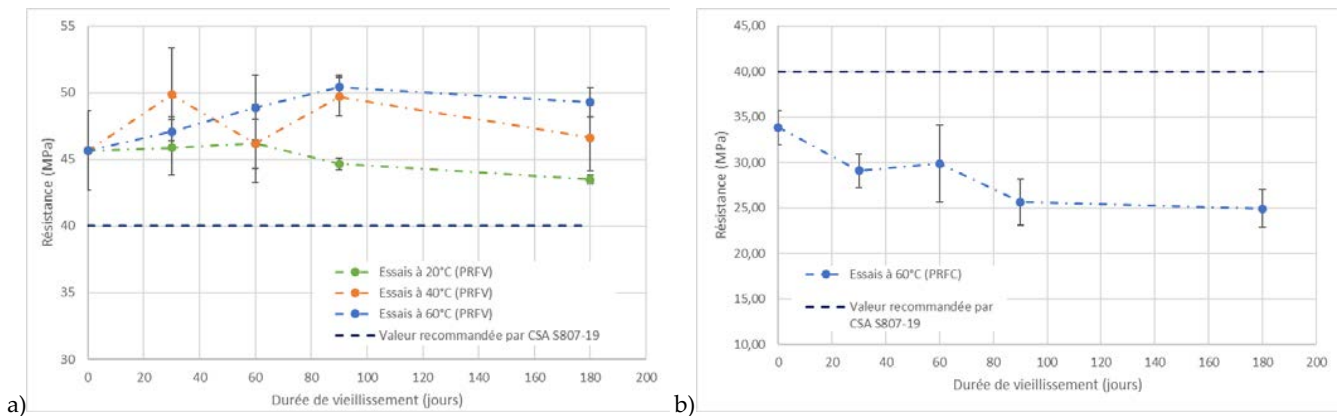 55
50
45
40
35
30
Résistance (MPa)
0 20 40 60 80 100 120 140 160 180 200
Durée de vieillissement (jours)
Essais à 20°C (PRFV)
Essais à 40°C (PRFV)
Essais à 60°C (PRFV)
Valeur recommandée par CSA S807-19
a)
45,00
40,00
35,00
30,00
25,00
20,00
15,00
10,00
Résistance (MPa)
0 20 40 60 80 100 120 140 160 180 200
Durée de vieillissement (jours)
Essais à 60°C (PRFC)
Valeur recommandée par
CSA S807-19
b)